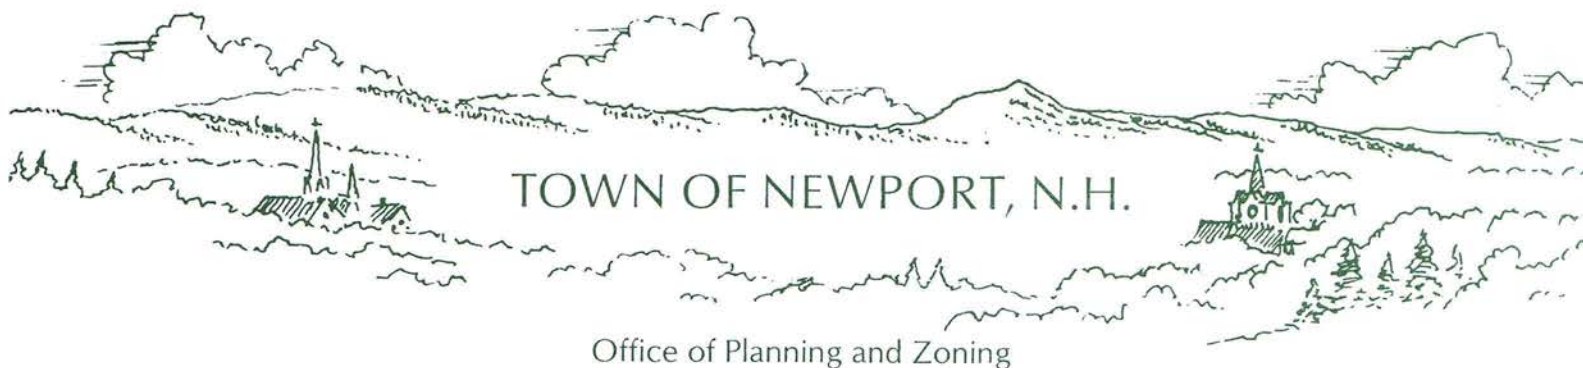 TOWN OF NEWPORT, N.H.
Office of Planning and Zoning